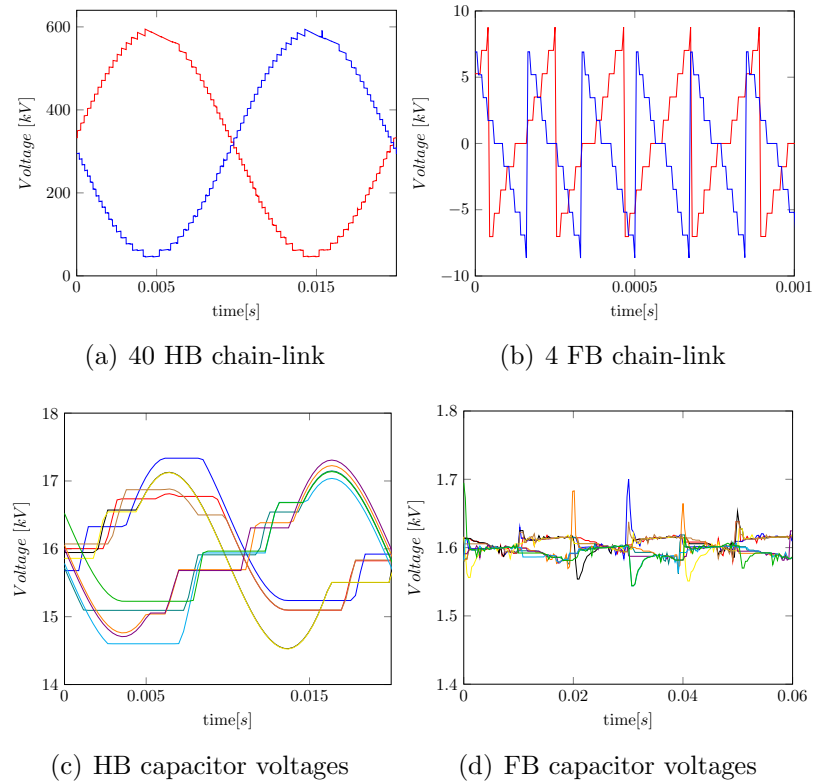 600
400
200
0
Voltage [kV]
0
0.005
0.015
time[s]
(a) 40 HB chain-link
10
5
0
−5
−10
Voltage [kV]
0
0.0005
0.001
time[s]
(b) 4 FB chain-link
18
17
16
15
14
Voltage [kV]
0
0.005
0.015
time[s]
(c) HB capacitor voltages
1.8
1.7
1.6
1.5
1.4
Voltage [kV]
0
0.02
0.04
0.06
time[s]
(d) FB capacitor voltages